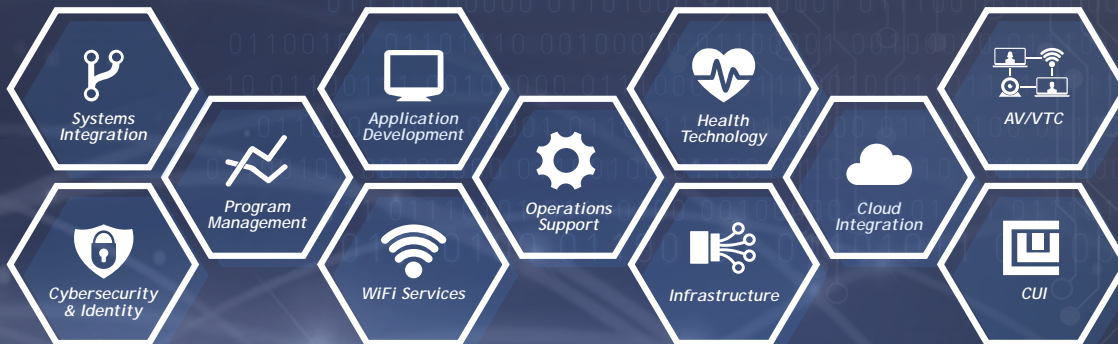 Systems
Integration
Application
Development
Health
Technology
AV/VTC
Program
Management
Operations
Support
Cloud
Integration
Cybersecurity
& Identity
WiFi Services
Infrastructure
CUI